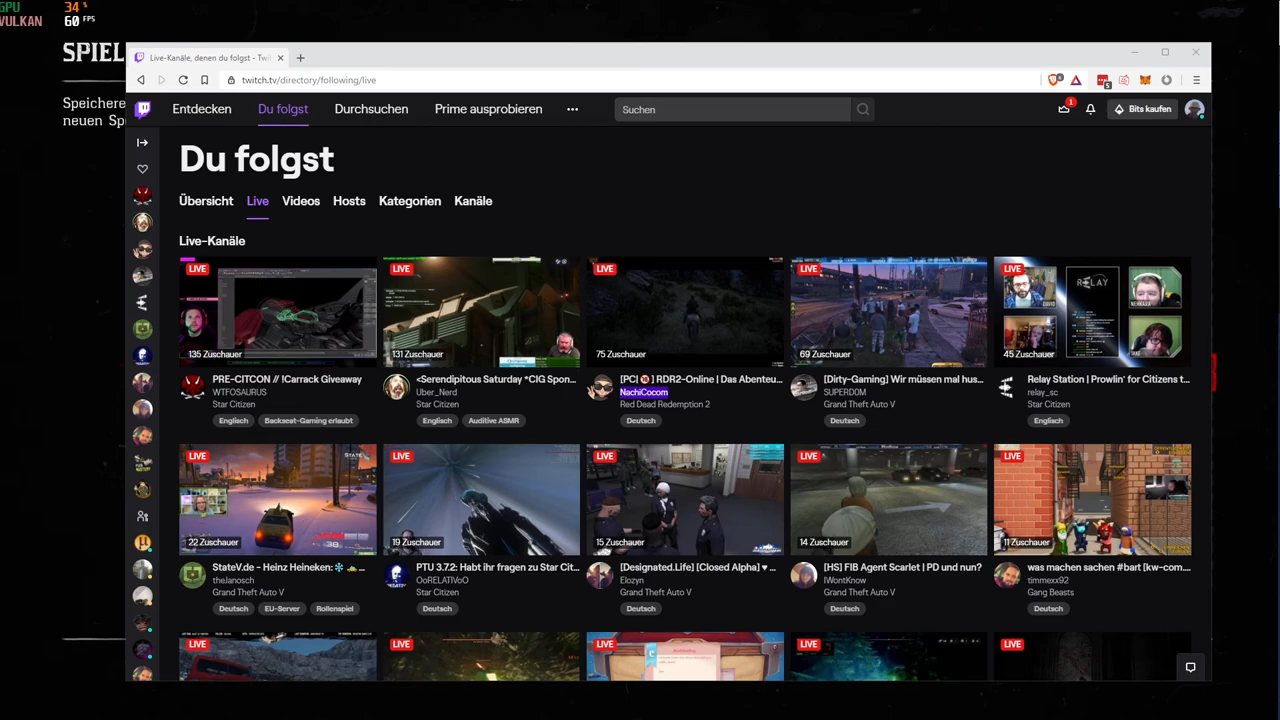 GPU 34 %
VULKAN 60 FPS
SPIEL
Speichere
neuen Sp
Live-Kanäle, denen du folgst - Twi
twitch.tv/directory/following/live
Entdecken Du folgst Durchsuchen Prime ausprobieren
Suchen
1
Bits kaufen
Du folgst
Übersicht Live Videos Hosts Kategorien Kanäle
Live-Kanäle
LIVE LIVE LIVE LIVE LIVE
RELAY
135 Zuschauer 131 Zuschauer 75 Zuschauer 69 Zuschauer 45 Zuschauer
PRE-CITCON // !Carrack Giveaway
WTFOSAURUS
Star Citizen
Englisch Backseat-Gaming erlaubt
<Serendipitous Saturday *CIG Spon...
Uber_Nerd
Star Citizen
Englisch Auditive ASMR
[PC| 🔞 ] RDR2-Online | Das Abenteu...
NachiCocom
Red Dead Redemption 2
Deutsch
[Dirty-Gaming] Wir müssen mal hus...
SUPERD0M
Grand Theft Auto V
Deutsch
Relay Station | Prowlin' for Citizens t...
relay_sc
Star Citizen
Englisch
LIVE LIVE LIVE LIVE LIVE
22 Zuschauer 19 Zuschauer 15 Zuschauer 14 Zuschauer 11 Zuschauer
StateV.de - Heinz Heineken: ❄ 🚕 ...
theJanosch
Grand Theft Auto V
Deutsch EU-Server Rollenspiel
PTU 3.7.2: Habt ihr fragen zu Star Cit...
OoRELATIVoO
Star Citizen
Deutsch
[Designated.Life] [Closed Alpha] ♥ ...
Elozyn
Grand Theft Auto V
Deutsch
[HS] FIB Agent Scarlet | PD und nun?
IWontKnow
Grand Theft Auto V
Deutsch
was machen sachen #bart [kw-com...
timmexx92
Gang Beasts
Deutsch
LIVE LIVE LIVE LIVE LIVE